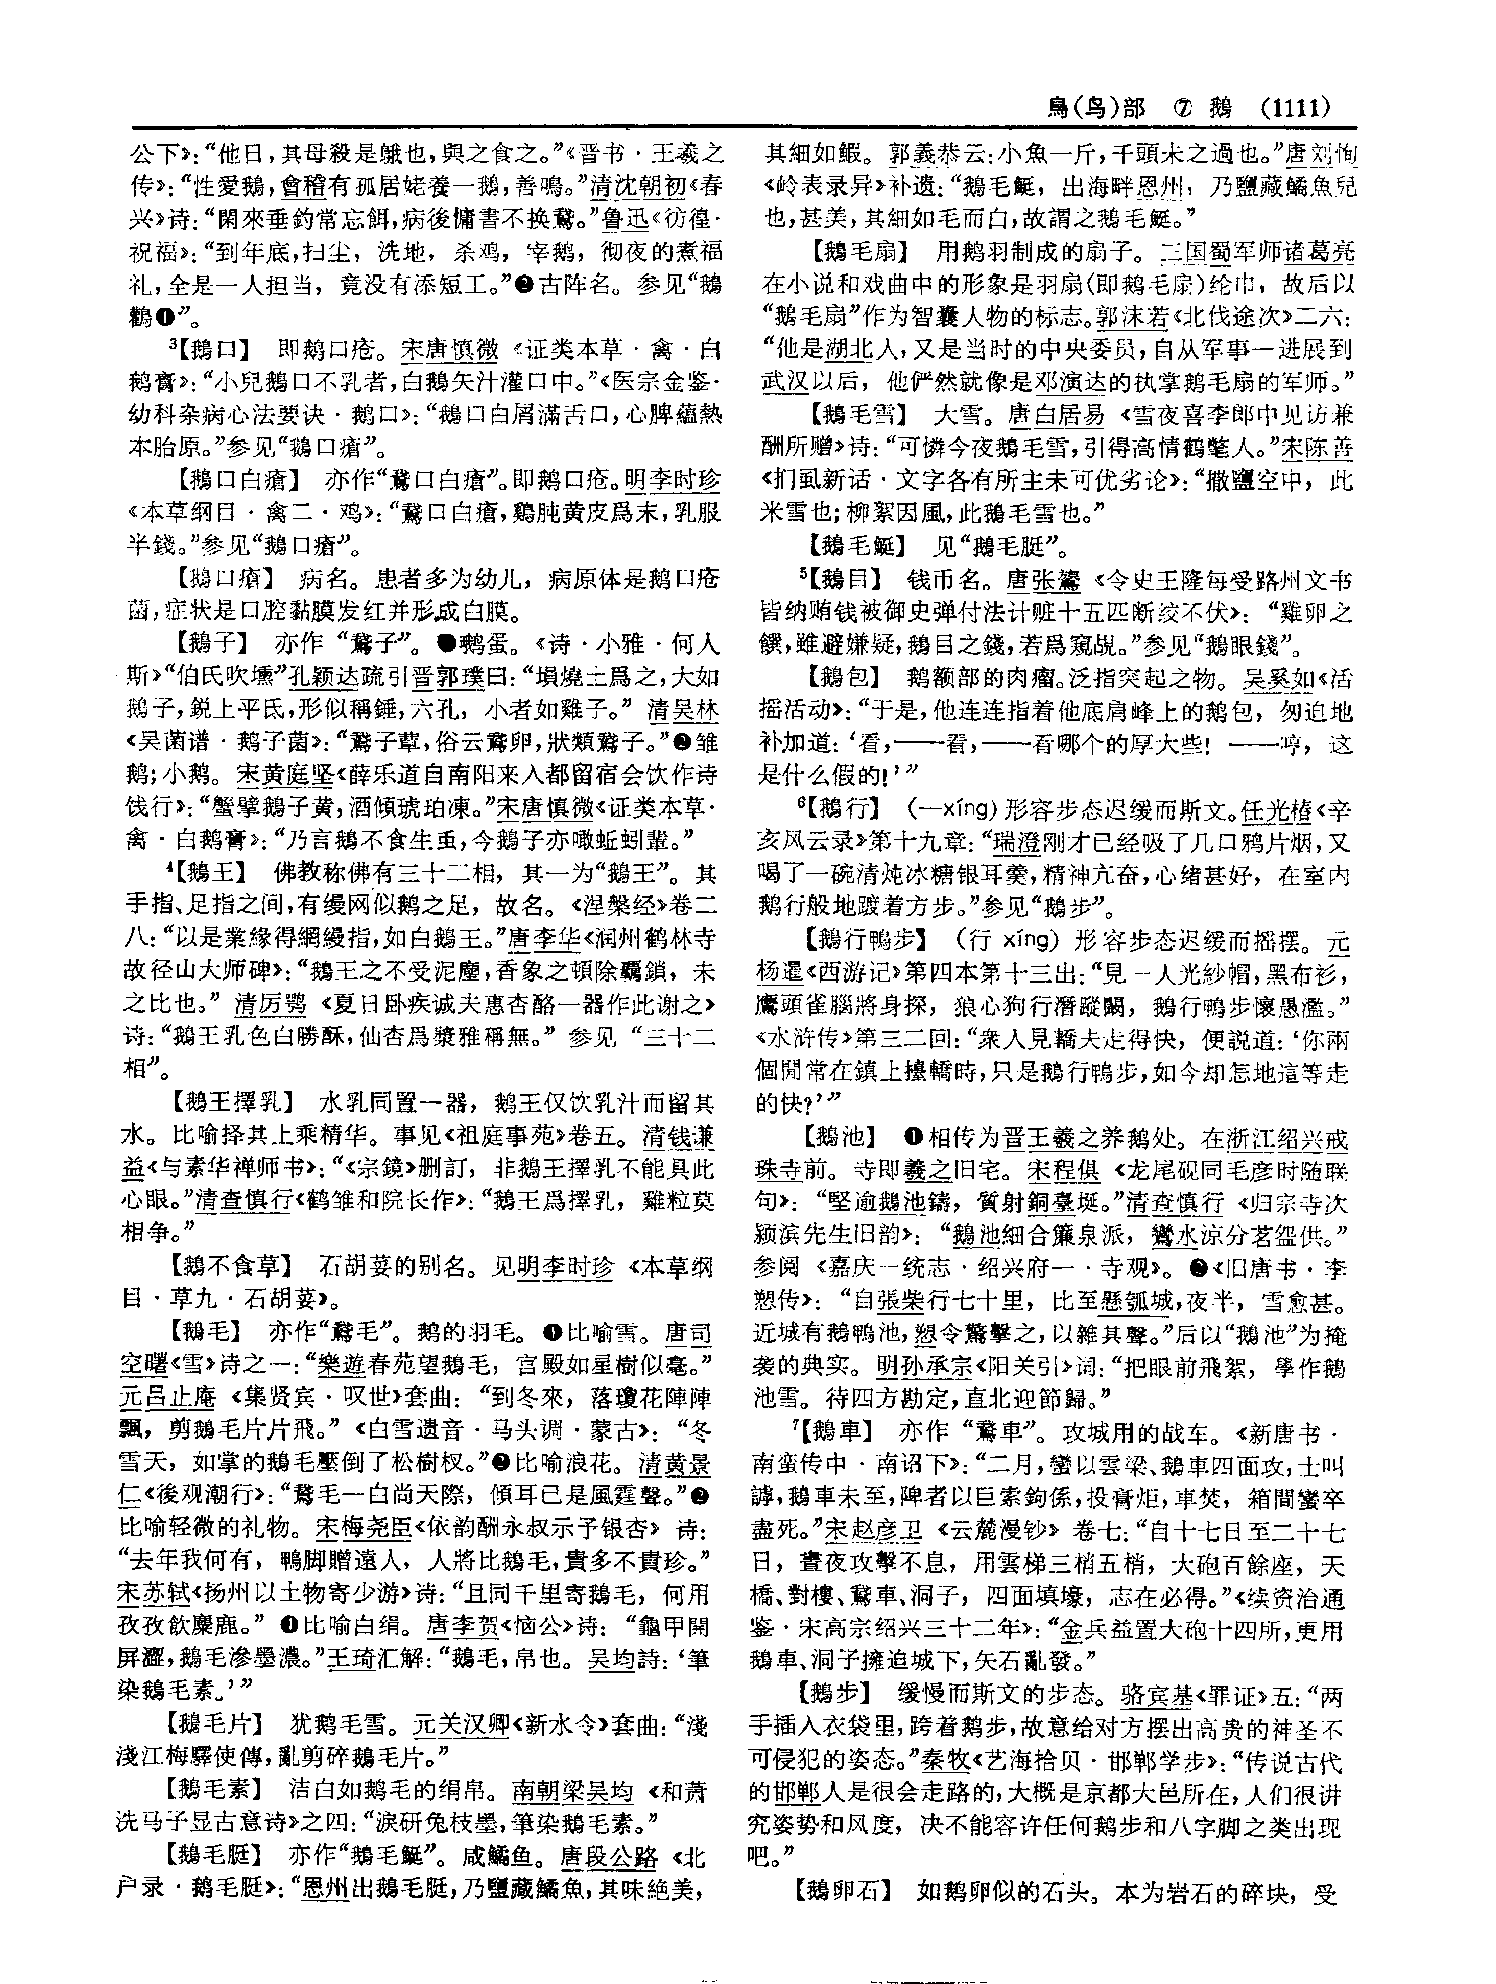 鳥(鸟)部 ⑦ 鵝 (1111)
公下》：“他日，其母殺是鵝也，與之食之。”《晋书·王羲之
传》：“性愛鵝，會稽有孤居姥養一鵝，善鳴。”清沈朝初《春
兴》诗：“閑來垂釣常忘餌，病後慵書不换鵞。”鲁迅《彷徨·
祝福》：“到年底，扫尘，洗地，杀鸡，宰鹅，彻夜的煮福
礼，全是一人担当，竟没有添短工。”❷古阵名。参见“鵝
鸛❶”。
³【鵝口】 即鹅口疮。宋唐慎微《证类本草·禽·白
鹅膏》：“小兒鵝口不乳者，白鵝矢汁灌口中。”《医宗金鉴·
幼科杂病心法要诀·鹅口》：“鵝口白屑滿舌口，心脾蘊熱
本胎原。”参见“鵝口瘡”。
【鵝口白瘡】 亦作“鵞口白瘡”。即鹅口疮。明李时珍
《本草纲目·禽二·鸡》：“鵞口白瘡，鷄肫黄皮爲末，乳服
半錢。”参见“鵝口瘡”。
【鵝口瘡】 病名。患者多为幼儿，病原体是鹅口疮
菌，症状是口腔黏膜发红并形成白膜。
【鵝子】 亦作“鵞子”。❶鹅蛋。《诗·小雅·何人
斯》“伯氏吹壎”孔颖达疏引晋郭璞曰：“塤燒土爲之，大如
鵝子，鋭上平氐，形似稱錘，六孔，小者如雞子。”清吴林
《吴菌谱·鹅子菌》：“鵞子蕈，俗云鵞卵，狀類鵞子。”❷雏
鹅；小鹅。宋黄庭坚《薛乐道自南阳来入都留宿会饮作诗
饯行》：“蟹擘鵝子黄，酒傾琥珀凍。”宋唐慎微《证类本草·
禽·白鹅膏》：“乃言鵝不食生䖝，今鵝子亦噉蚯蚓輩。”
⁴【鵝王】 佛教称佛有三十二相，其一为“鵝王”。其
手指、足指之间，有缦网似鹅之足，故名。《涅槃经》卷二
八：“以是業緣得網縵指，如白鵝王。”唐李华《润州鹤林寺
故径山大师碑》：“鵝王之不受泥塵，香象之頓除羈鎖，未
之比也。”清厉鹗《夏日卧疾诚夫惠杏酪一器作此谢之》
诗：“鵝王乳色白勝酥，仙杏爲漿雅稱無。”参见“三十二
相”。
【鵝王擇乳】 水乳同置一器，鹅王仅饮乳汁而留其
水。比喻择其上乘精华。事见《祖庭事苑》卷五。清钱谦
益《与素华禅师书》：“《宗鏡》删訂，非鵝王擇乳不能具此
心眼。”清查慎行《鹤雏和院长作》：“鵝王爲擇乳，雞粒莫
相争。”
【鵝不食草】 石胡荽的别名。见明李时珍《本草纲
目·草九·石胡荽》。
【鵝毛】 亦作“鵞毛”。鹅的羽毛。❶比喻雪。唐司
空曙《雪》诗之一：“樂遊春苑望鵝毛，宫殿如星樹似毫。”
元吕止庵《集贤宾·叹世》套曲：“到冬來，落瓊花陣陣
飄，剪鵝毛片片飛。”《白雪遗音·马头调·蒙古》：“冬
雪天，如掌的鵝毛壓倒了松樹杈。”❷比喻浪花。清黄景
仁《後观潮行》：“鵞毛一白尚天際，傾耳已是風霆聲。”❷
比喻轻微的礼物。宋梅尧臣《依韵酬永叔示予银杏》诗：
“去年我何有，鴨脚贈遠人，人將比鵝毛，貴多不貴珍。”
宋苏轼《扬州以土物寄少游》诗：“且同千里寄鵝毛，何用
孜孜飲麋鹿。”❶比喻白绢。唐李贺《恼公》诗：“龜甲開
屏澀，鵝毛滲墨濃。”王琦汇解：“鵝毛，帛也。吴均詩：‘筆
染鵝毛素。’”
【鵝毛片】 犹鹅毛雪。元关汉卿《新水令》套曲：“淺
淺江梅驛使傳，亂剪碎鵝毛片。”
【鵝毛素】 洁白如鹅毛的绢帛。南朝梁吴均《和萧
洗马子显古意诗》之四：“淚研兔枝墨，筆染鵝毛素。”
【鵝毛脡】 亦作“鵝毛鯅”。咸鱊鱼。唐段公路《北
户录·鹅毛脡》：“恩州出鵝毛脡，乃鹽藏鱊魚，其味絶美，
其細如鰕。郭義恭云：小魚一斤，千頭未之過也。”唐刘恂
《岭表录异》补遗：“鵝毛鯅，出海畔恩州，乃鹽藏鱊魚兒
也，甚美，其細如毛而白，故謂之鵝毛鯅。”
【鵝毛扇】 用鹅羽制成的扇子。三国蜀军师诸葛亮
在小说和戏曲中的形象是羽扇(即鹅毛扇)纶巾，故后以
“鵝毛扇”作为智囊人物的标志。郭沫若《北伐途次》二六：
“他是湖北人，又是当时的中央委员，自从军事一进展到
武汉以后，他俨然就像是邓演达的执掌鹅毛扇的军师。”
【鵝毛雪】 大雪。唐白居易《雪夜喜李郎中见访兼
酬所赠》诗：“可憐今夜鵝毛雪，引得高情鶴氅人。”宋陈善
《扪虱新话·文字各有所主未可优劣论》：“撒鹽空中，此
米雪也；柳絮因風，此鵝毛雪也。”
【鵝毛鯅】 见“鵝毛脡”。
⁵【鵝目】 钱币名。唐张鷟《令史王隆每受路州文书
皆纳贿钱被御史弹付法计赃十五匹断绞不伏》：“雞卵之
饌，雖避嫌疑，鵝目之錢，若爲窺覘。”参见“鵝眼錢”。
【鵝包】 鹅额部的肉瘤。泛指突起之物。吴奚如《活
摇活动》：“于是，他连连指着他底肩峰上的鹅包，匆迫地
补加道：‘看，——看，——看哪个的厚大些！——哼，这
是什么假的！’”
⁶【鵝行】 (—xíng)形容步态迟缓而斯文。任光椿《辛
亥风云录》第十九章：“瑞澄刚才已经吸了几口鸦片烟，又
喝了一碗清炖冰糖银耳羹，精神亢奋，心绪甚好，在室内
鹅行般地踱着方步。”参见“鵝步”。
【鵝行鴨步】 (行 xíng)形容步态迟缓而摇摆。元
杨暹《西游记》第四本第十三出：“見一人光紗帽，黑布衫，
鷹頭雀腦將身探，狼心狗行潛蹤闞，鵝行鴨步懷愚濫。”
《水浒传》第三二回：“衆人見轎夫走得快，便説道：‘你兩
個閒常在鎮上擡轎時，只是鵝行鴨步，如今却怎地這等走
的快？’”
【鵝池】 ❶相传为晋王羲之养鹅处。在浙江绍兴戒
珠寺前。寺即羲之旧宅。宋程俱《龙尾砚同毛彦时随联
句》：“堅逾鵝池鑄，質射銅臺埏。”清查慎行《归宗寺次
颍滨先生旧韵》：“鵝池細合簾泉派，鸞水凉分茗盌供。”
参阅《嘉庆一统志·绍兴府一·寺观》。❷《旧唐书·李
愬传》：“自張柴行七十里，比至懸瓠城，夜半，雪愈甚。
近城有鵝鴨池，愬令驚擊之，以雜其聲。”后以“鵝池”为掩
袭的典实。明孙承宗《阳关引》词：“把眼前飛絮，學作鵝
池雪。待四方勘定，直北迎節歸。”
⁷【鵝車】 亦作“鵞車”。攻城用的战车。《新唐书·
南蛮传中·南诏下》：“二月，蠻以雲梁、鵝車四面攻，士叫
譟，鵝車未至，陴者以巨索鉤係，投膏炬，車焚，箱間蠻卒
盡死。”宋赵彦卫《云麓漫钞》卷七：“自十七日至二十七
日，晝夜攻擊不息，用雲梯三梢五梢，大砲百餘座，天
橋、對樓、鵞車、洞子，四面填壕，志在必得。”《续资治通
鉴·宋高宗绍兴三十二年》：“金兵益置大砲十四所，更用
鵝車、洞子擁迫城下，矢石亂發。”
【鵝步】 缓慢而斯文的步态。骆宾基《罪证》五：“两
手插入衣袋里，跨着鹅步，故意给对方摆出高贵的神圣不
可侵犯的姿态。”秦牧《艺海拾贝·邯郸学步》：“传说古代
的邯郸人是很会走路的，大概是京都大邑所在，人们很讲
究姿势和风度，决不能容许任何鹅步和八字脚之类出现
吧。”
【鵝卵石】 如鹅卵似的石头。本为岩石的碎块，受